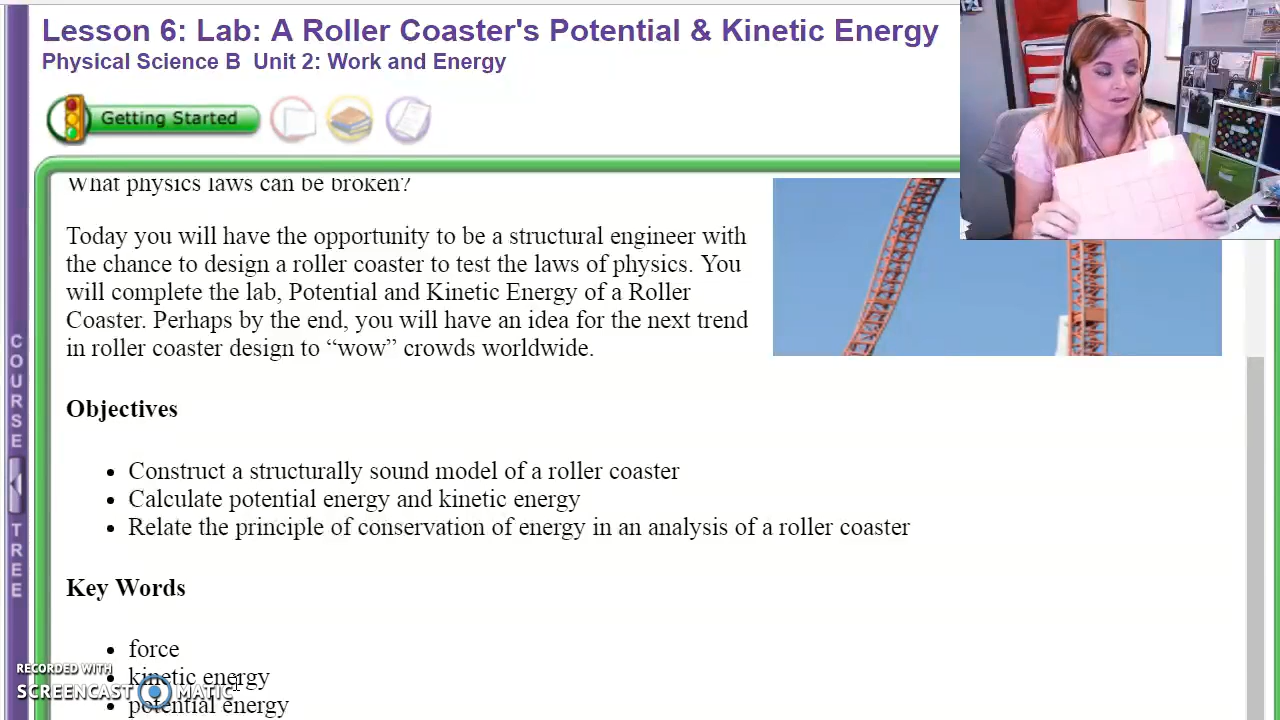 Lesson 6: Lab: A Roller Coaster's Potential & Kinetic Energy
Physical Science B  Unit 2: Work and Energy
Getting Started
What physics laws can be broken?
Today you will have the opportunity to be a structural engineer with
the chance to design a roller coaster to test the laws of physics. You
will complete the lab, Potential and Kinetic Energy of a Roller
Coaster. Perhaps by the end, you will have an idea for the next trend
in roller coaster design to “wow” crowds worldwide.
Objectives
• Construct a structurally sound model of a roller coaster
• Calculate potential energy and kinetic energy
• Relate the principle of conservation of energy in an analysis of a roller coaster
Key Words
• force
• kinetic energy
• potential energy
COURSE TREE
RECORDED WITH
SCREENCAST MATIC